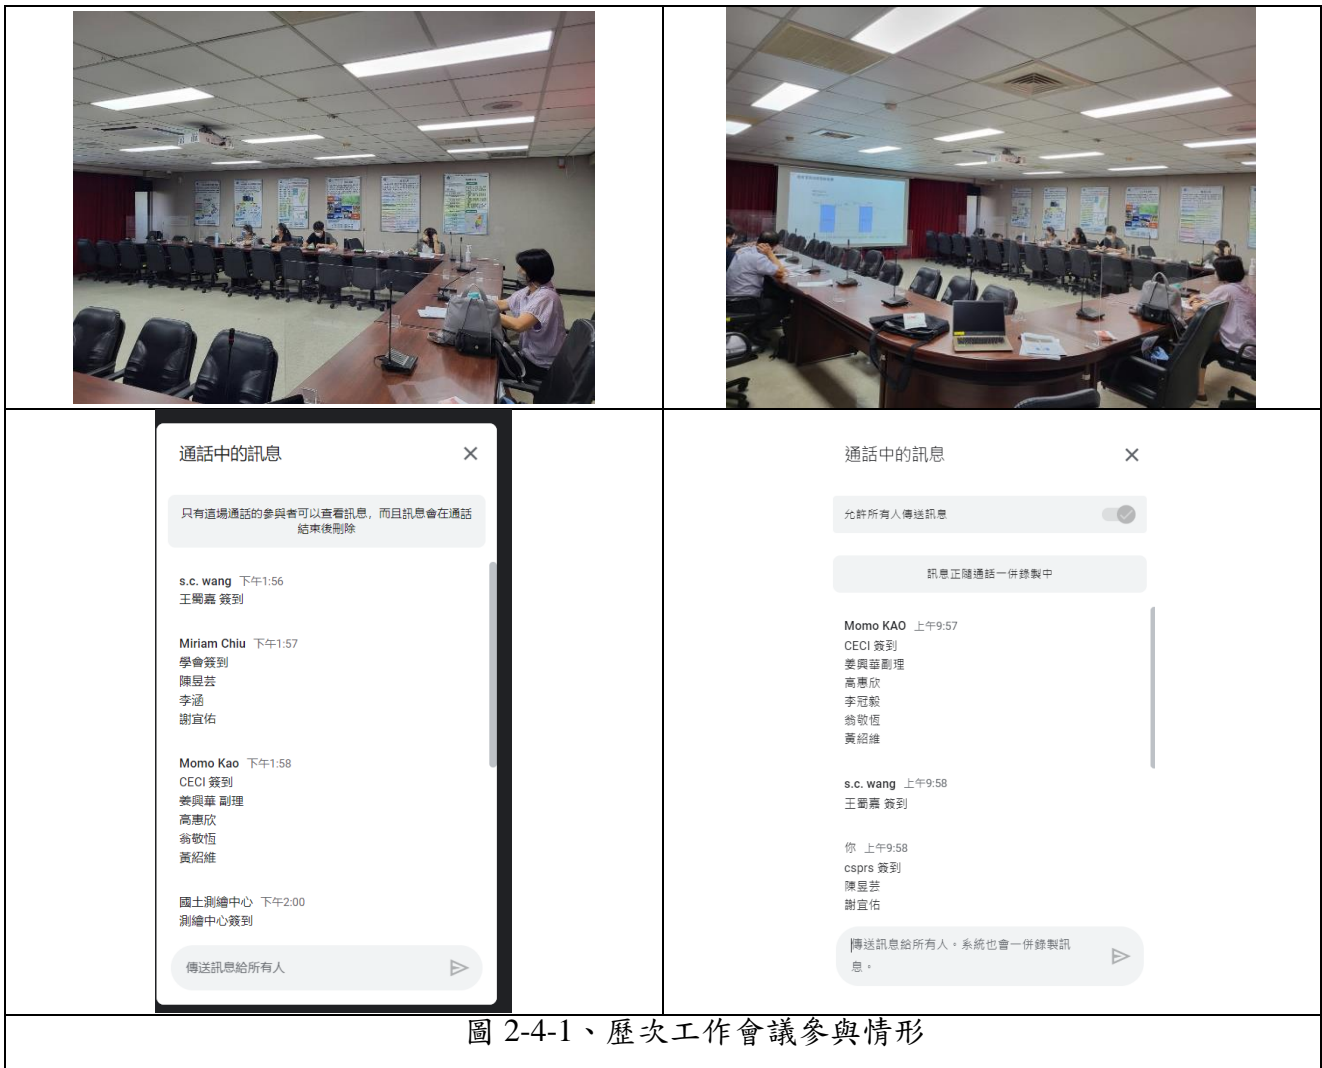 通話中的訊息
只有這場通話的參與者可以查看訊息，而且訊息會在通話
結束後刪除
s.c. wang 下午1:56
王蜀嘉 簽到
Miriam Chiu 下午1:57
學會簽到
陳昱芸
李涵
謝宜佑
Momo Kao 下午1:58
CECI 簽到
姜興華 副理
高惠欣
翁敬恆
黃紹維
國土測繪中心 下午2:00
測繪中心簽到
傳送訊息給所有人
通話中的訊息
允許所有人傳送訊息
訊息正隨通話一併錄製中
Momo KAO 上午9:57
CECI 簽到
姜興華副理
高惠欣
李冠毅
翁敬恆
黃紹維
s.c. wang 上午9:58
王蜀嘉 簽到
你 上午9:58
csprs 簽到
陳昱芸
謝宜佑
傳送訊息給所有人。系統也會一併錄製訊
息。
圖 2-4-1、歷次工作會議參與情形